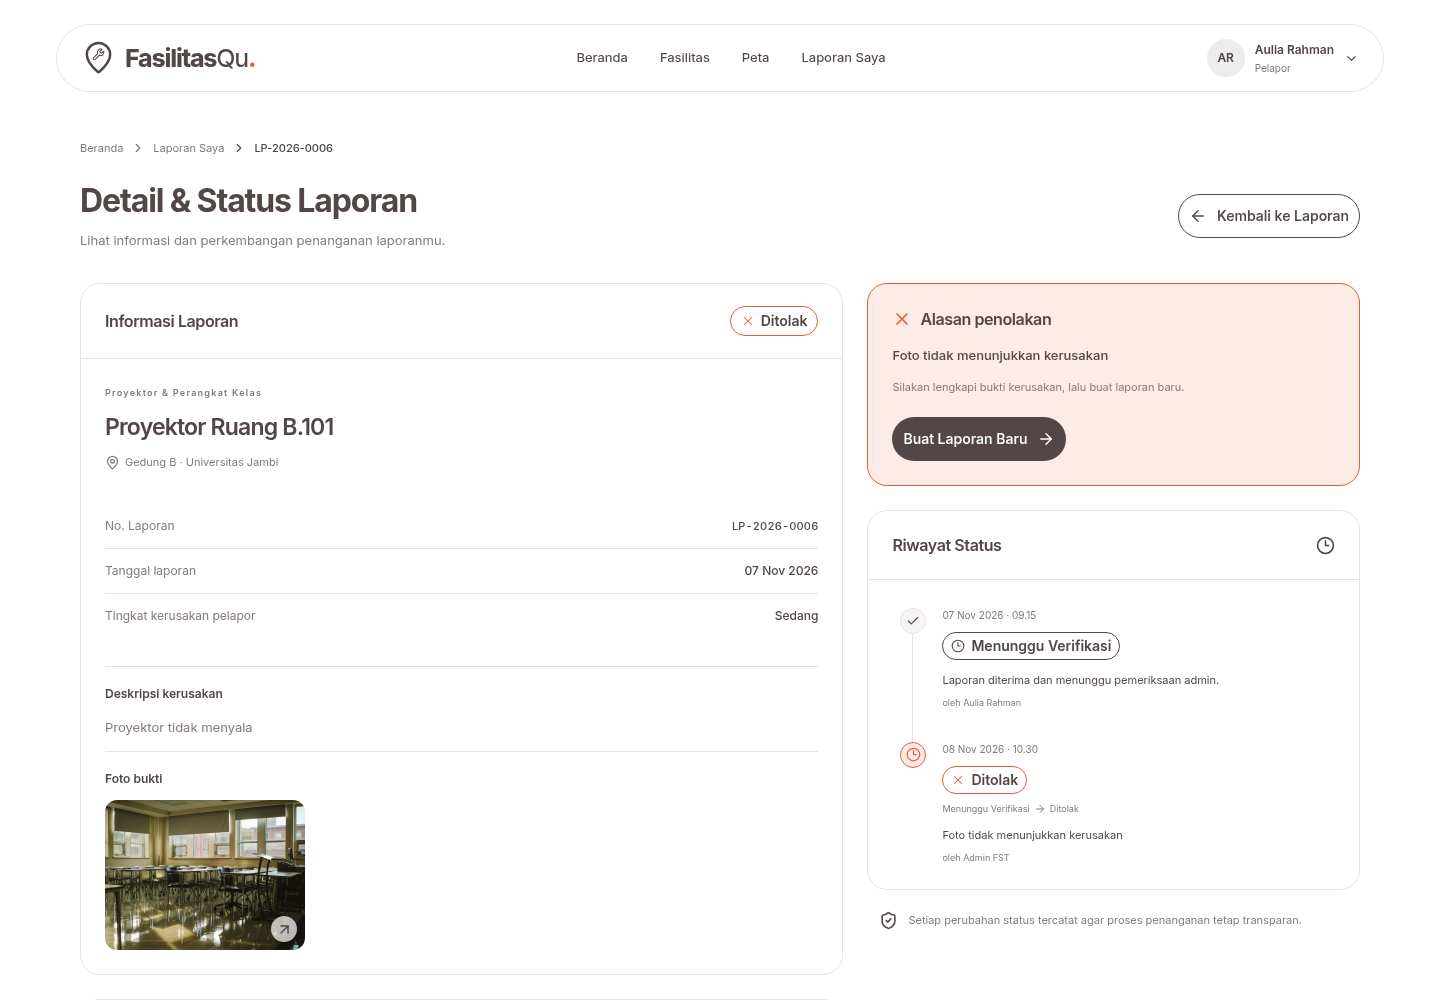 FasilitasQu.
Beranda
Fasilitas
Peta
Laporan Saya
AR
Aulia Rahman
Pelapor
Beranda
Laporan Saya
LP-2026-0006
Detail & Status Laporan
Lihat informasi dan perkembangan penanganan laporanmu.
Kembali ke Laporan
Informasi Laporan
Ditolak
Proyektor & Perangkat Kelas
Proyektor Ruang B.101
Gedung B · Universitas Jambi
No. Laporan
LP-2026-0006
Tanggal laporan
07 Nov 2026
Tingkat kerusakan pelapor
Sedang
Deskripsi kerusakan
Proyektor tidak menyala
Foto bukti
Alasan penolakan
Foto tidak menunjukkan kerusakan
Silakan lengkapi bukti kerusakan, lalu buat laporan baru.
Buat Laporan Baru
Riwayat Status
07 Nov 2026 · 09.15
Menunggu Verifikasi
Laporan diterima dan menunggu pemeriksaan admin.
oleh Aulia Rahman
08 Nov 2026 · 10.30
Ditolak
Menunggu Verifikasi → Ditolak
Foto tidak menunjukkan kerusakan
oleh Admin FST
Setiap perubahan status tercatat agar proses penanganan tetap transparan.